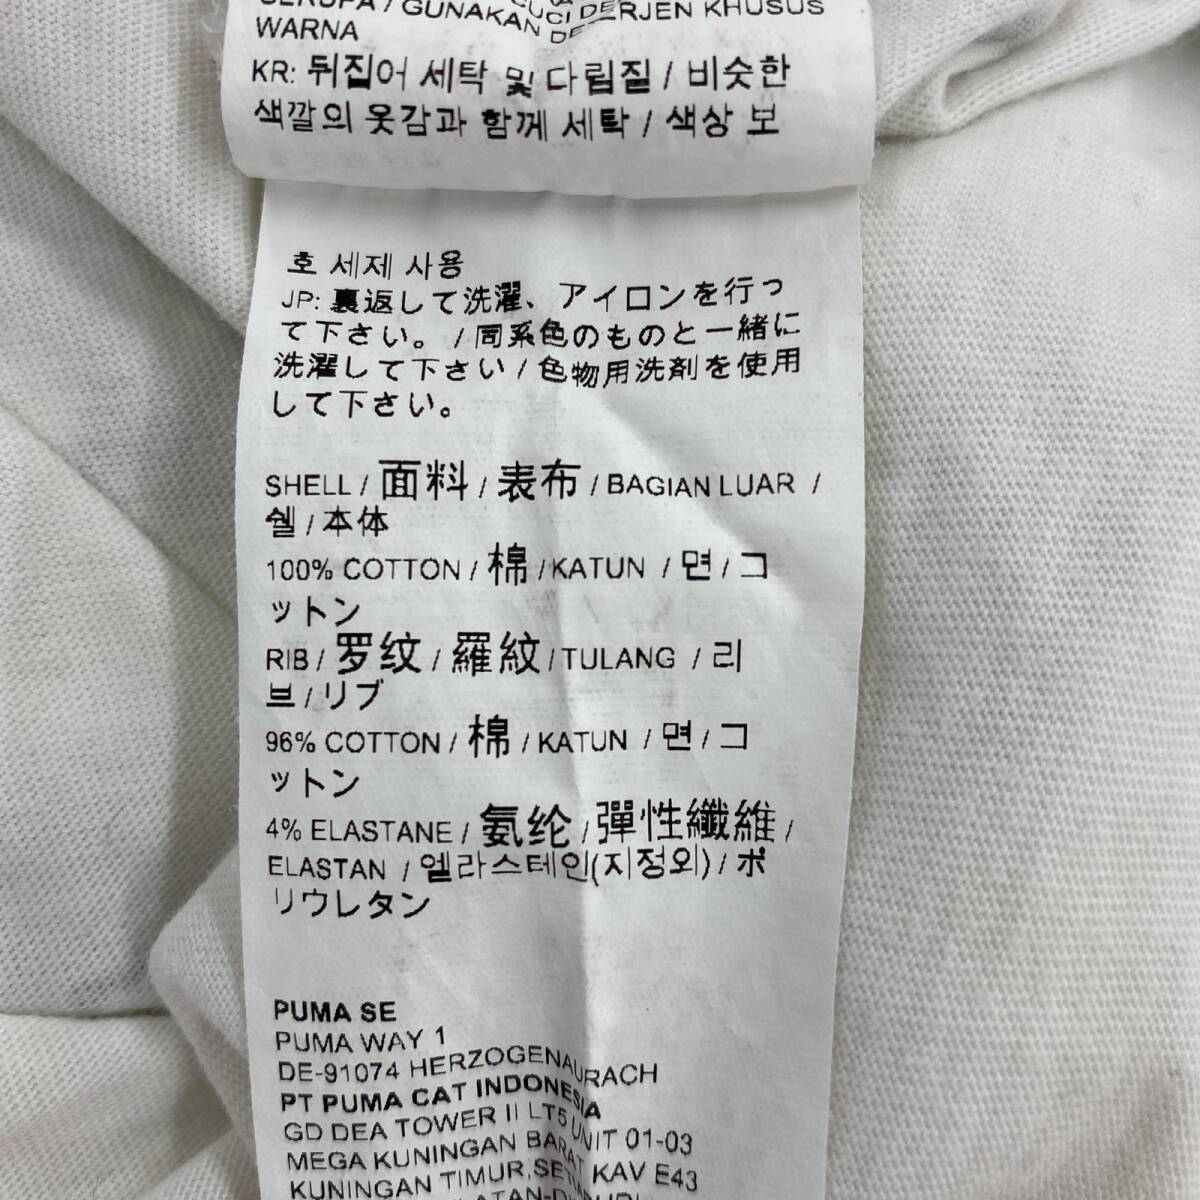 SERUPA / GUNAKAN DETERJEN KHUSUS
WARNA
KR: 뒤집어 세탁 및 다림질 / 비슷한
색깔의 옷감과 함께 세탁 / 색상 보
호 세제 사용
JP: 裏返して洗濯、アイロンを行っ
て下さい。 / 同系色のものと一緒に
洗濯して下さい / 色物用洗剤を使用
して下さい。
SHELL / 面料 / 表布 / BAGIAN LUAR /
쉘 / 本体
100% COTTON / 棉 / KATUN / 면 / コ
ットン
RIB / 罗纹 / 羅紋 / TULANG / 리
브 / リブ
96% COTTON / 棉 / KATUN / 면 / コ
ットン
4% ELASTANE / 氨纶 / 彈性纖維 /
ELASTAN / 엘라스테인(지정외) / ポ
リウレタン
PUMA SE
PUMA WAY 1
DE-91074 HERZOGENAURACH
PT PUMA CAT INDONESIA
GD DEA TOWER II LT5 UNIT 01-03
MEGA KUNINGAN BARAT
KUNINGAN TIMUR, KAV E43